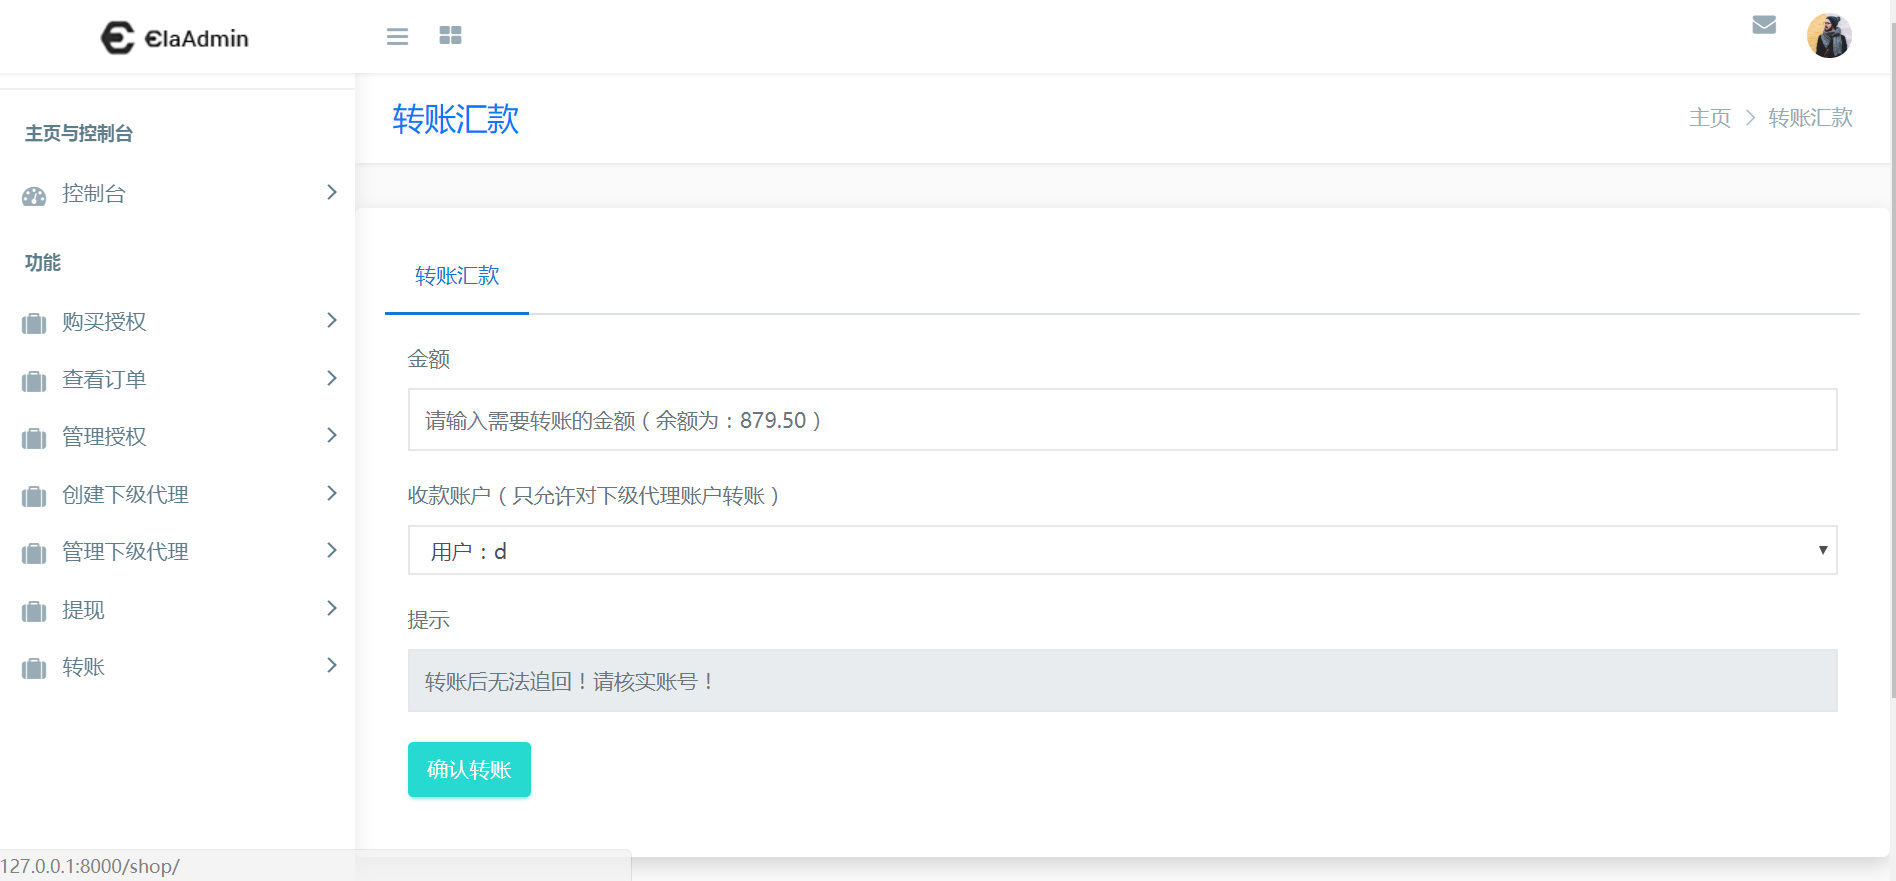 ElaAdmin
转账汇款
主页 > 转账汇款
主页与控制台
控制台
功能
购买授权
查看订单
管理授权
创建下级代理
管理下级代理
提现
转账
转账汇款
金额
请输入需要转账的金额（余额为：879.50）
收款账户（只允许对下级代理账户转账）
用户：d
提示
转账后无法追回！请核实账号！
确认转账
127.0.0.1:8000/shop/